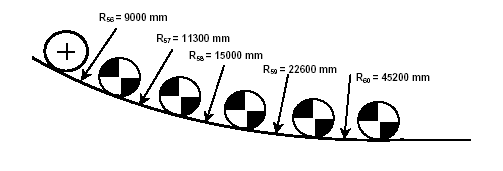 R₅₆ = 9000 mm
R₅₇ = 11300 mm
R₅₈ = 15000 mm
R₅₉ = 22600 mm
R₆₀ = 45200 mm